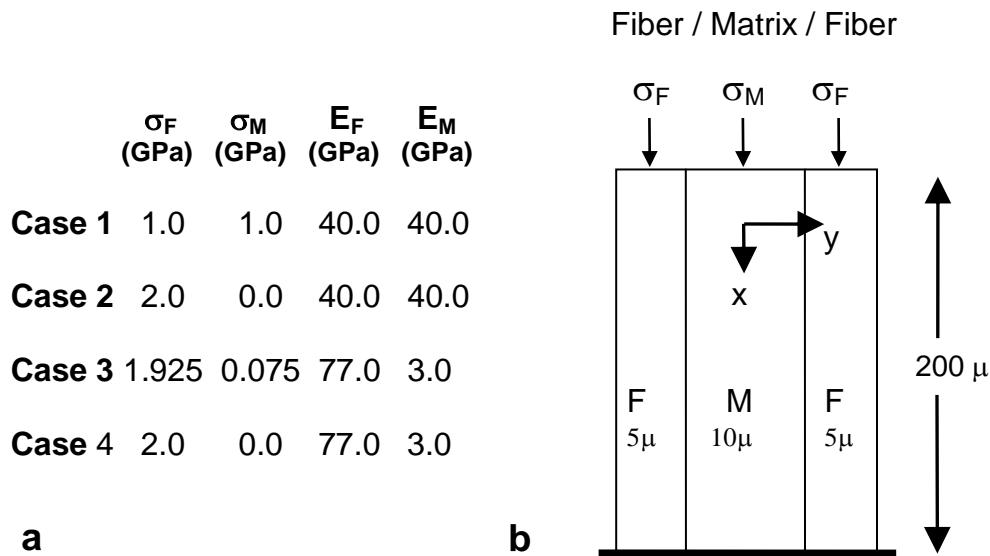 Fiber / Matrix / Fiber
σF σM EF EM
(GPa) (GPa) (GPa) (GPa)
Case 1 1.0 1.0 40.0 40.0
Case 2 2.0 0.0 40.0 40.0
Case 3 1.925 0.075 77.0 3.0
Case 4 2.0 0.0 77.0 3.0
a
σF σM σF
y
x
200 μ
F M F
5μ 10μ 5μ
b